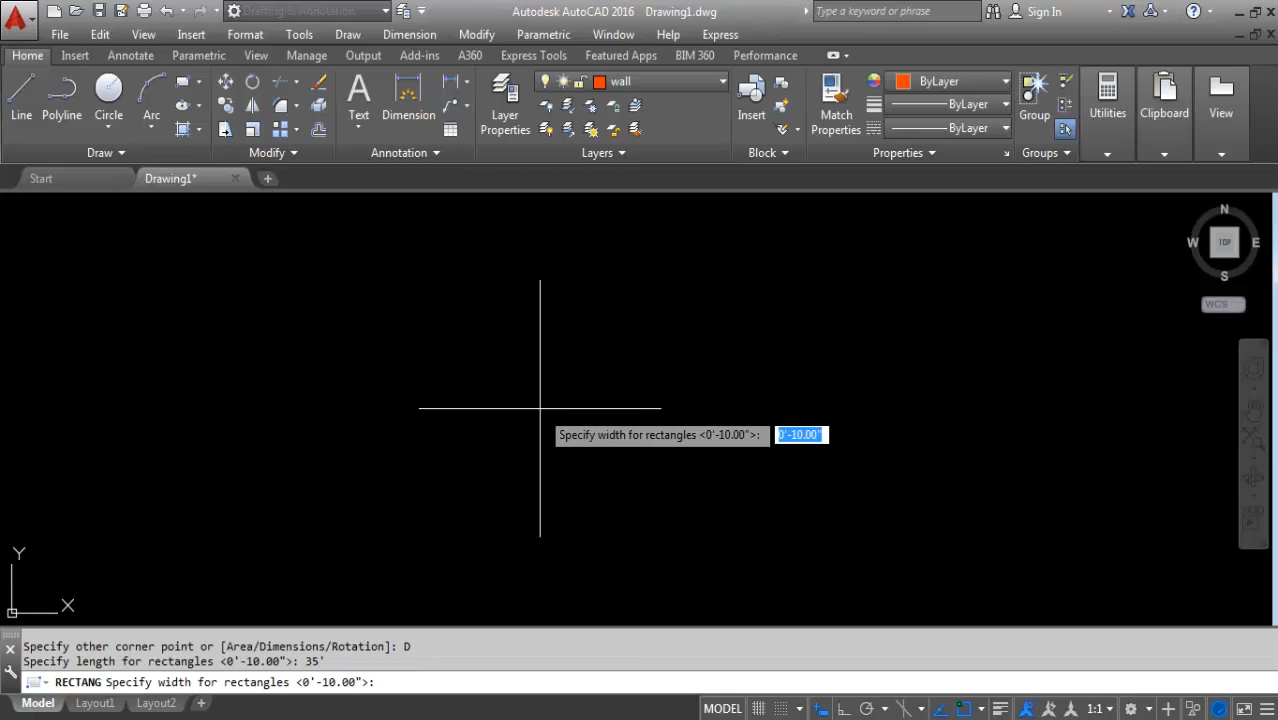 Drafting & Annotation
Autodesk AutoCAD 2016 Drawing1.dwg
Type a keyword or phrase
Sign In
File Edit View Insert Format Tools Draw Dimension Modify Parametric Window Help Express
Home Insert Annotate Parametric View Manage Output Add-ins A360 Express Tools Featured Apps BIM 360 Performance
Line Polyline Circle Arc
Text Dimension
Layer Properties
wall
Insert
Match Properties
ByLayer
ByLayer
ByLayer
Group
Utilities Clipboard View
Draw Modify Annotation Layers Block Properties Groups
Start Drawing1*
N
W TOP E
S
WCS
Specify width for rectangles <0'-10.00">: 0'-10.00"
Y
X
Specify other corner point or [Area/Dimensions/Rotation]: D
Specify length for rectangles <0'-10.00">: 35'
RECTANG Specify width for rectangles <0'-10.00">:
Model Layout1 Layout2 +
MODEL 1:1